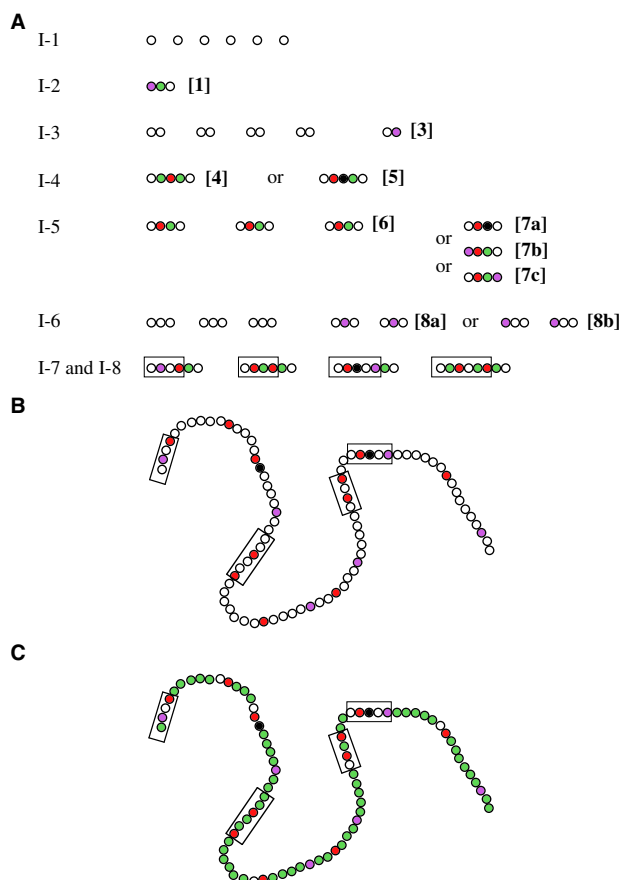 A
I-1
I-2 [1]
I-3 [3]
I-4 [4] or [5]
I-5 [6] [7a]
or [7b]
or [7c]
I-6 [8a] or [8b]
I-7 and I-8
B
C